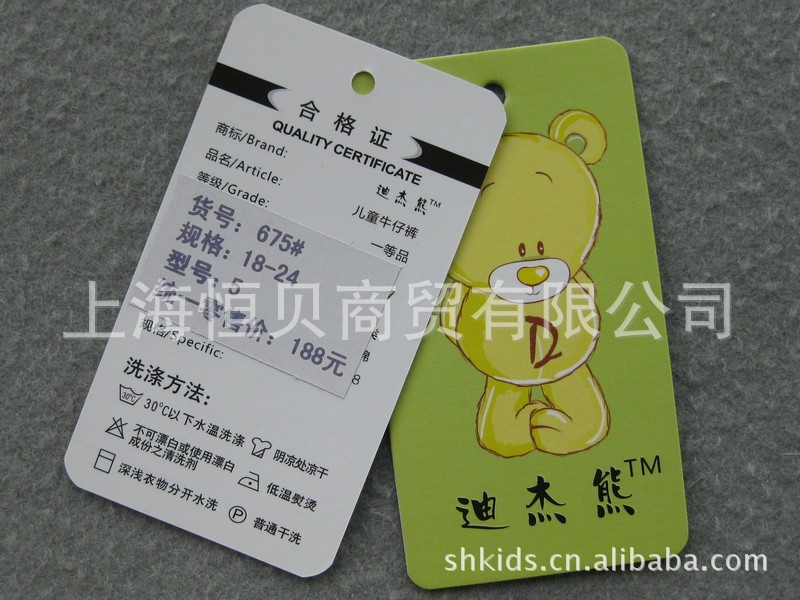 合格证
QUALITY CERTIFICATE
商标/Brand:
迪杰熊™
品名/Article:
儿童牛仔裤
等级/Grade:
一等品
货号: 675#
规格: 18-24
型号: 5
统一零售价: 188元
规格/Specific:
洗涤方法:
30°C以下水温洗涤
阴凉处凉干
不可漂白或使用漂白
成份之清洗剂
低温熨烫
深浅衣物分开水洗
P
普通干洗
D
迪杰熊TM
上海恒贝商贸有限公司
shkids.cn.alibaba.com